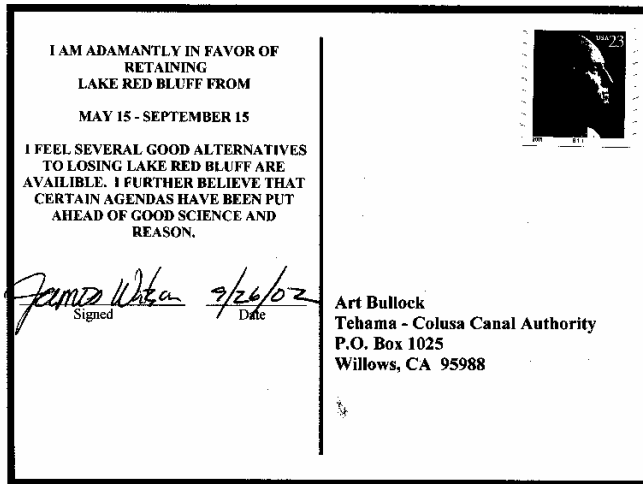 I AM ADAMANTLY IN FAVOR OF
RETAINING
LAKE RED BLUFF FROM
MAY 15 - SEPTEMBER 15
I FEEL SEVERAL GOOD ALTERNATIVES
TO LOSING LAKE RED BLUFF ARE
AVAILIBLE. I FURTHER BELIEVE THAT
CERTAIN AGENDAS HAVE BEEN PUT
AHEAD OF GOOD SCIENCE AND
REASON.
James Watson 9/26/02
Signed Date
USA 23
2001
Art Bullock
Tehama - Colusa Canal Authority
P.O. Box 1025
Willows, CA 95988